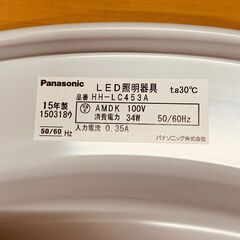 Panasonic LED照明器具 ta30℃
品番 HH-LC453A
15年製
150318ケ
AMDK 100V
消費電力 34W 50/60Hz
50/60 Hz
入力電流 0.35A
パナソニック株式会社